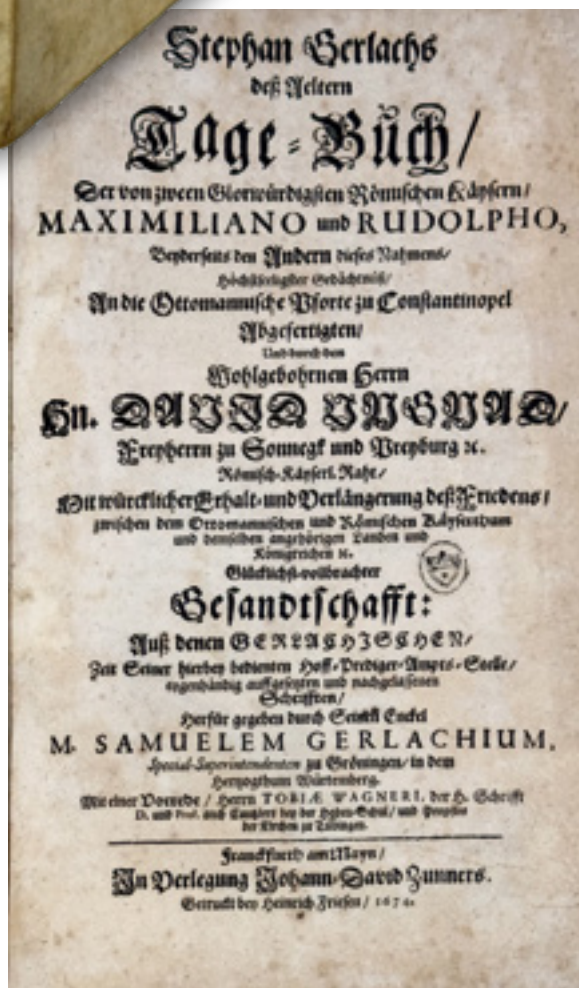 Stephan Gerlachs
deß Aeltern
Tage-Buch/
Der von zween Glorwürdigsten Römischen Käysern/
MAXIMILIANO und RUDOLPHO,
Beyderseits den Andern dieses Nahmens/
Höchstseeligster Gedächtnüß/
An die Ottomannische Pforte zu Constantinopel
Abgefertigten/
Und durch den
Wohlgebohrnen Herrn
Hn. DAVID UNGNAD/
Freyherrn zu Sonnegk und Preyburg ꝛc.
Römisch-Käyserl. Raht/
Mit würcklicher Erhalt- und Verlängerung deß Friedens/
zwischen dem Ottomannischen und Römischen Käyserthum
und demselben angehörigen Landen und
Königreichen ꝛc.
Glücklichst-vollbrachter
Gesandtschafft:
Auß denen GERLACHISCHEN/
Zeit Seiner hierbey bedienten Hoff-Prediger-Ampts-Stelle/
eygenhändig auffgesetzten und nachgelassenen
Schrifften/
Herfür gegeben durch Seinen Enckel
M. SAMUELEM GERLACHIUM,
Special-Superintendenten zu Gröningen/ in dem
Herzogthum Würtemberg.
Mit einer Vorrede/ Herrn TOBIÆ WAGNERI, der H. Schrifft
D. und Prof. auch Cantzlers bey der Hohen-Schul/ und Propsten
der Kirchen zu Tübingen.
Franckfurth am Mayn/
In Verlegung Johann-David Zunners.
Getruckt bey Heinrich Friesen/ 1674.